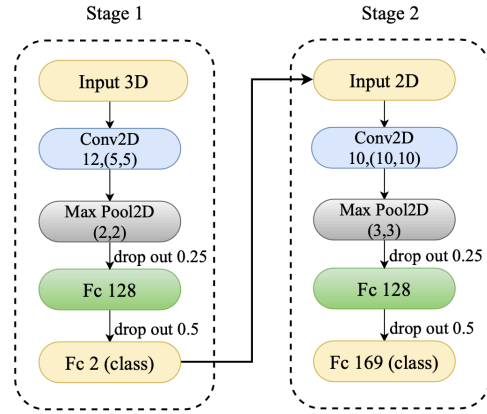 Stage 1
Input 3D
Conv2D
12,(5,5)
Max Pool2D
(2,2)
drop out 0.25
Fc 128
drop out 0.5
Fc 2 (class)
Stage 2
Input 2D
Conv2D
10,(10,10)
Max Pool2D
(3,3)
drop out 0.25
Fc 128
drop out 0.5
Fc 169 (class)